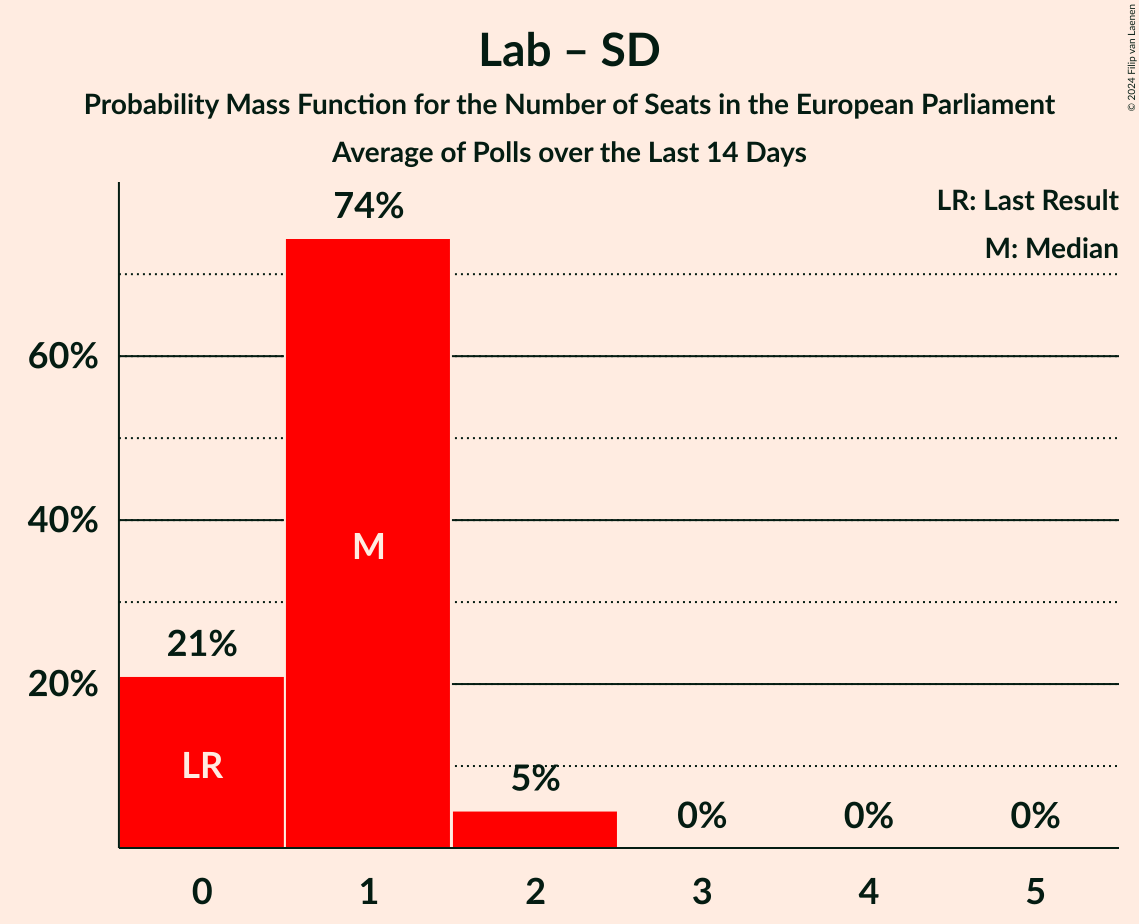 Lab – SD
Probability Mass Function for the Number of Seats in the European Parliament
Average of Polls over the Last 14 Days
© 2024 Filip van Laenen
LR: Last Result
M: Median
74%
60%
40%
M
21%
20%
LR
5%
0%
0%
0%
0
1
2
3
4
5